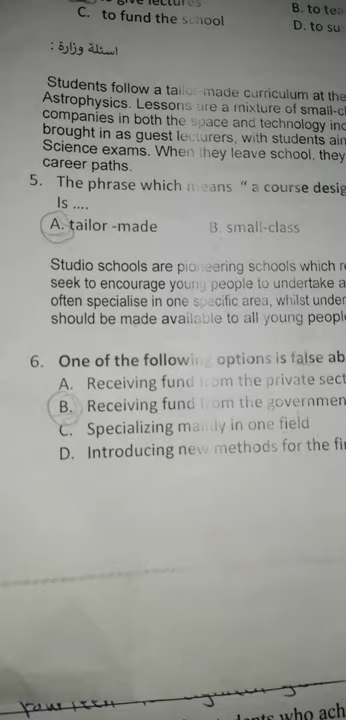 C. to fund the school
B. to tea
D. to su
اسئلة وزارة :
Students follow a tailor-made curriculum at the
Astrophysics. Lessons are a mixture of small-cl
companies in both the space and technology ind
brought in as guest lecturers, with students aim
Science exams. When they leave school, they
career paths.
5. The phrase which means “ a course desig
Is ....
A. tailor -made B. small-class
Studio schools are pioneering schools which r
seek to encourage young people to undertake a
often specialise in one specific area, whilst under
should be made available to all young people
6. One of the following options is false ab
A. Receiving fund from the private sect
B. Receiving fund from the governmen
C. Specializing mainly in one field
D. Introducing new methods for the fir
who ach